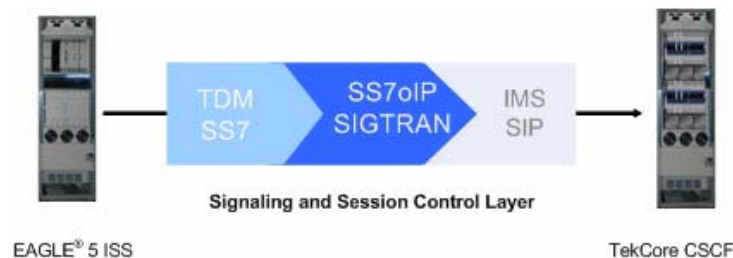 TDM
SS7
SS7oIP
SIGTRAN
IMS
SIP
Signaling and Session Control Layer
EAGLE® 5 ISS
TekCore CSCF